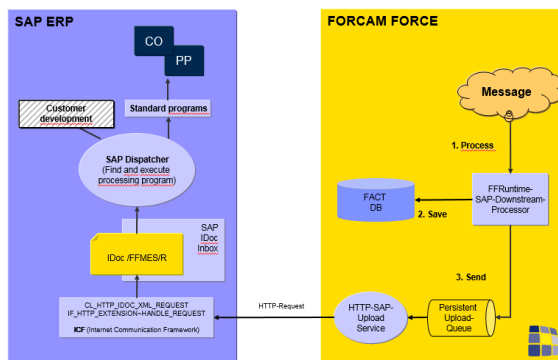 SAP ERP
CO
PP
Customer
development
Standard programs
SAP Dispatcher
(Find and execute
processing program)
SAP
IDoc
Inbox
IDoc /FFMES/R
CL_HTTP_IDOC_XML_REQUEST
IF_HTTP_EXTENSION~HANDLE_REQUEST
ICF (Internet Communication Framework)
HTTP-Request
FORCAM FORCE
Message
1. Process
FFRuntime-
SAP-Downstream-
Processor
FACT
DB
2. Save
3. Send
HTTP-SAP-
Upload
Service
Persistent
Upload-
Queue